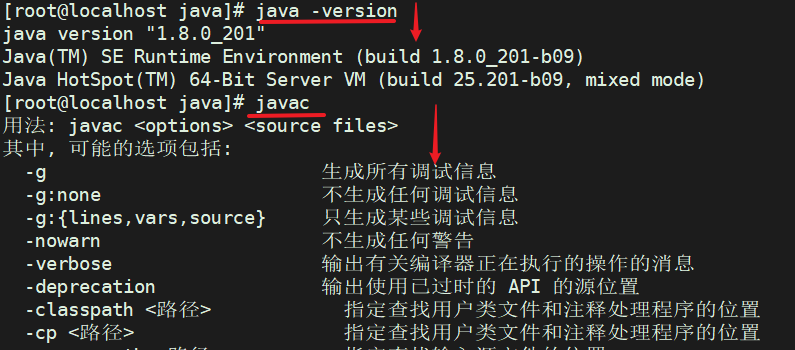 [root@localhost java]# java -version
java version "1.8.0_201"
Java(TM) SE Runtime Environment (build 1.8.0_201-b09)
Java HotSpot(TM) 64-Bit Server VM (build 25.201-b09, mixed mode)
[root@localhost java]# javac
用法: javac <options> <source files>
其中, 可能的选项包括:
-g 生成所有调试信息
-g:none 不生成任何调试信息
-g:{lines,vars,source} 只生成某些调试信息
-nowarn 不生成任何警告
-verbose 输出有关编译器正在执行的操作的消息
-deprecation 输出使用已过时的 API 的源位置
-classpath <路径> 指定查找用户类文件和注释处理程序的位置
-cp <路径> 指定查找用户类文件和注释处理程序的位置